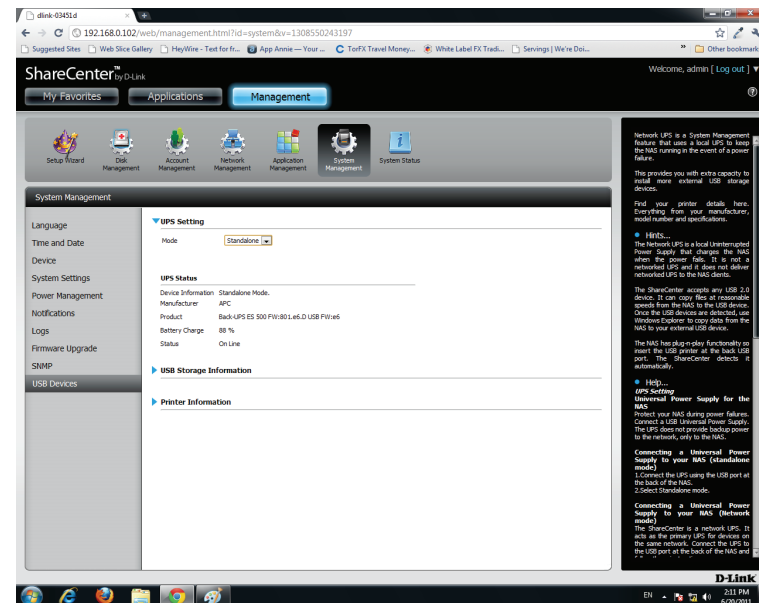 dlink-03451d
192.168.0.102/web/management.html?id=system&v=1308550243197
Suggested Sites Web Slice Gallery HeyWire - Text for fr... App Annie — Your ... TorFX Travel Money... White Label FX Tradi... Servings | We're Doi... » Other bookmark
ShareCenter™ by D-Link
Welcome, admin [ Log out ]
My Favorites Applications Management
Setup Wizard
Disk Management
Account Management
Network Management
Application Management
System Management
System Status
System Management
Language
Time and Date
Device
System Settings
Power Management
Notifications
Logs
Firmware Upgrade
SNMP
USB Devices
UPS Setting
Mode Standalone
UPS Status
Device Information Standalone Mode.
Manufacturer APC
Product Back-UPS ES 500 FW:801.e6.D USB FW:e6
Battery Charge 88 %
Status On Line
USB Storage Information
Printer Information
Network UPS is a System Management
feature that uses a local UPS to keep
the NAS running in the event of a power
failure.
This provides you with extra capacity to
install more external USB storage
devices.
Find your printer details here.
Everything from your manufacturer,
model number and specifications.
Hints...
The Network UPS is a local Uninterrupted
Power Supply that charges the NAS
when the power fails. It is not a
networked UPS and it does not deliver
networked UPS to the NAS clients.
The ShareCenter accepts any USB 2.0
device. It can copy files at reasonable
speeds from the NAS to the USB device.
Once the USB devices are detected, use
Windows Explorer to copy data from the
NAS to your external USB device.
The NAS has plug-n-play functionality so
insert the USB printer at the back USB
port. The ShareCenter detects it
automatically.
Help...
UPS Setting
Universal Power Supply for the
NAS
Protect your NAS during power failures.
Connect a USB Universal Power Supply.
The UPS does not provide backup power
to the network, only to the NAS.
Connecting a Universal Power
Supply to your NAS (standalone
mode)
1.Connect the UPS using the USB port at
the back of the NAS.
2.Select Standalone mode.
Connecting a Universal Power
Supply to your NAS (Network
mode)
The ShareCenter is a network UPS. It
acts as the primary UPS for devices on
the same network. Connect the UPS to
the USB port at the back of the NAS and
D-Link
EN 2:11 PM
6/20/2011